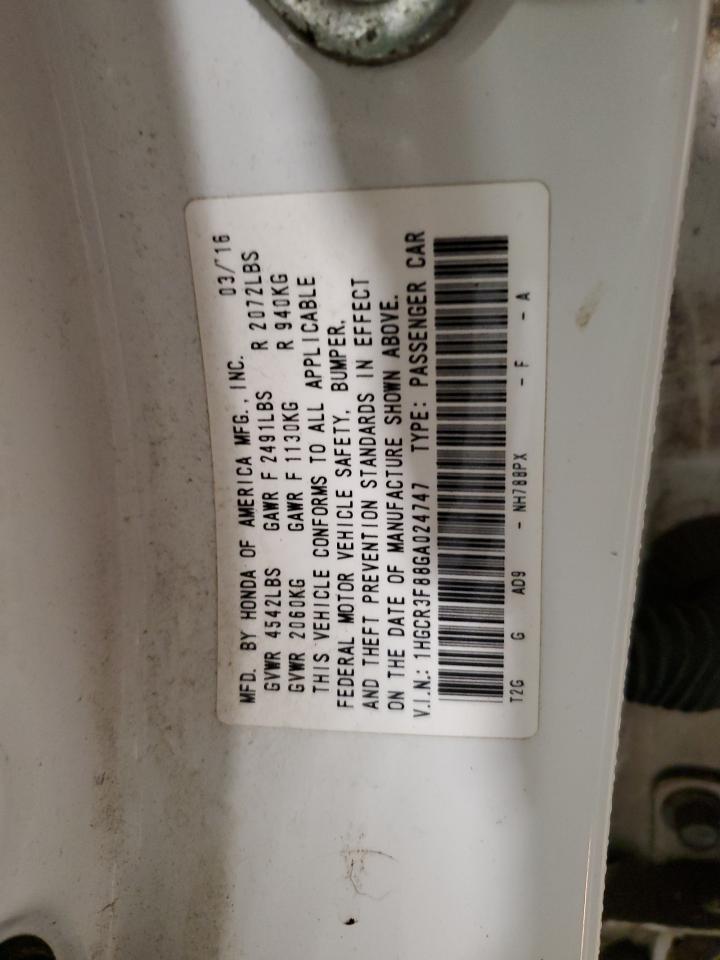 MFD. BY HONDA OF AMERICA MFG., INC. 03/'16
GVWR 4542LBS GAWR F 2491LBS R 2072LBS
GVWR 2060KG GAWR F 1130KG R 940KG
THIS VEHICLE CONFORMS TO ALL APPLICABLE
FEDERAL MOTOR VEHICLE SAFETY, BUMPER,
AND THEFT PREVENTION STANDARDS IN EFFECT
ON THE DATE OF MANUFACTURE SHOWN ABOVE.
V.I.N.: 1HGCR3F88GA024747 TYPE: PASSENGER CAR
T2G G AD9 - NH788PX - F - A